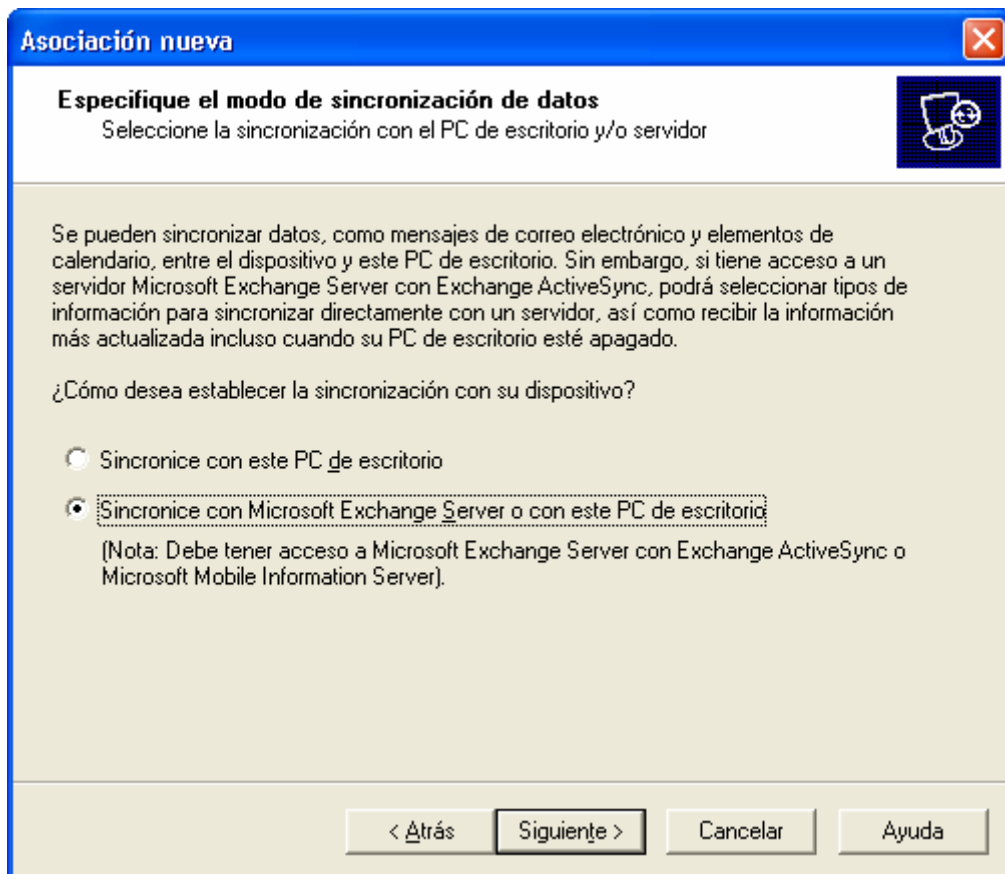 Asociación nueva
Especifique el modo de sincronización de datos
Seleccione la sincronización con el PC de escritorio y/o servidor
Se pueden sincronizar datos, como mensajes de correo electrónico y elementos de
calendario, entre el dispositivo y este PC de escritorio. Sin embargo, si tiene acceso a un
servidor Microsoft Exchange Server con Exchange ActiveSync, podrá seleccionar tipos de
información para sincronizar directamente con un servidor, así como recibir la información
más actualizada incluso cuando su PC de escritorio esté apagado.
¿Cómo desea establecer la sincronización con su dispositivo?
Sincronice con este PC de escritorio
Sincronice con Microsoft Exchange Server o con este PC de escritorio
(Nota: Debe tener acceso a Microsoft Exchange Server con Exchange ActiveSync o
Microsoft Mobile Information Server).
< Atrás Siguiente > Cancelar Ayuda